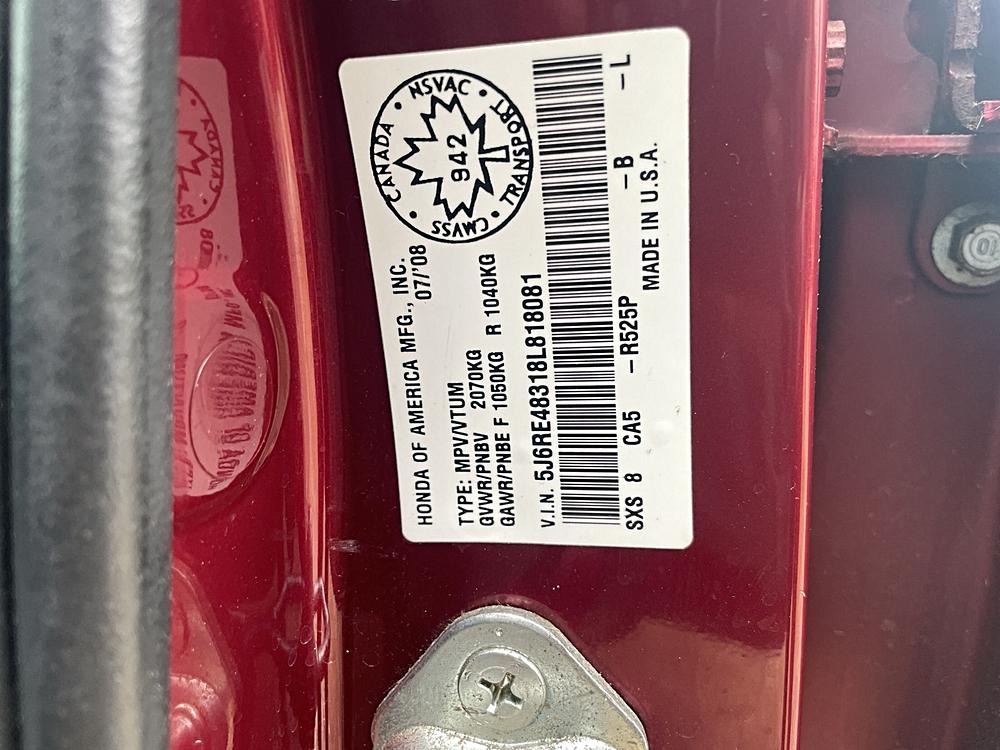 HONDA OF AMERICA MFG., INC.
07/'08
TYPE: MPV/VTUM
GVWR/PNBV 2070KG
GAWR/PNBE F 1050KG R 1040KG
V.I.N. 5J6RE48318L818081
SXS 8 CA5 -R525P -B -L
MADE IN U.S.A.
CANADA · NSVAC · TRANSPORT · CMVSS ·
942
10